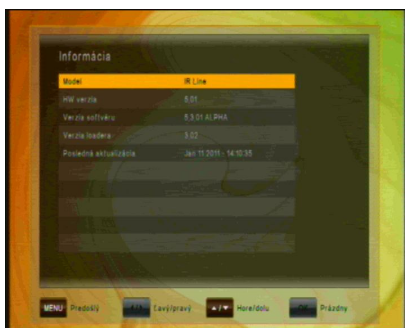 Informácia
Model IR Line
HW verzia 6.01
Verzia softvéru 6.3.01 ALPHA
Verzia loadera 3.02
Posledná aktualizácia Jan 11 2011 - 14:10:35
MENU Predošlý Ľavý/pravý ▲/▼ Hore/dolu OK Prázdny